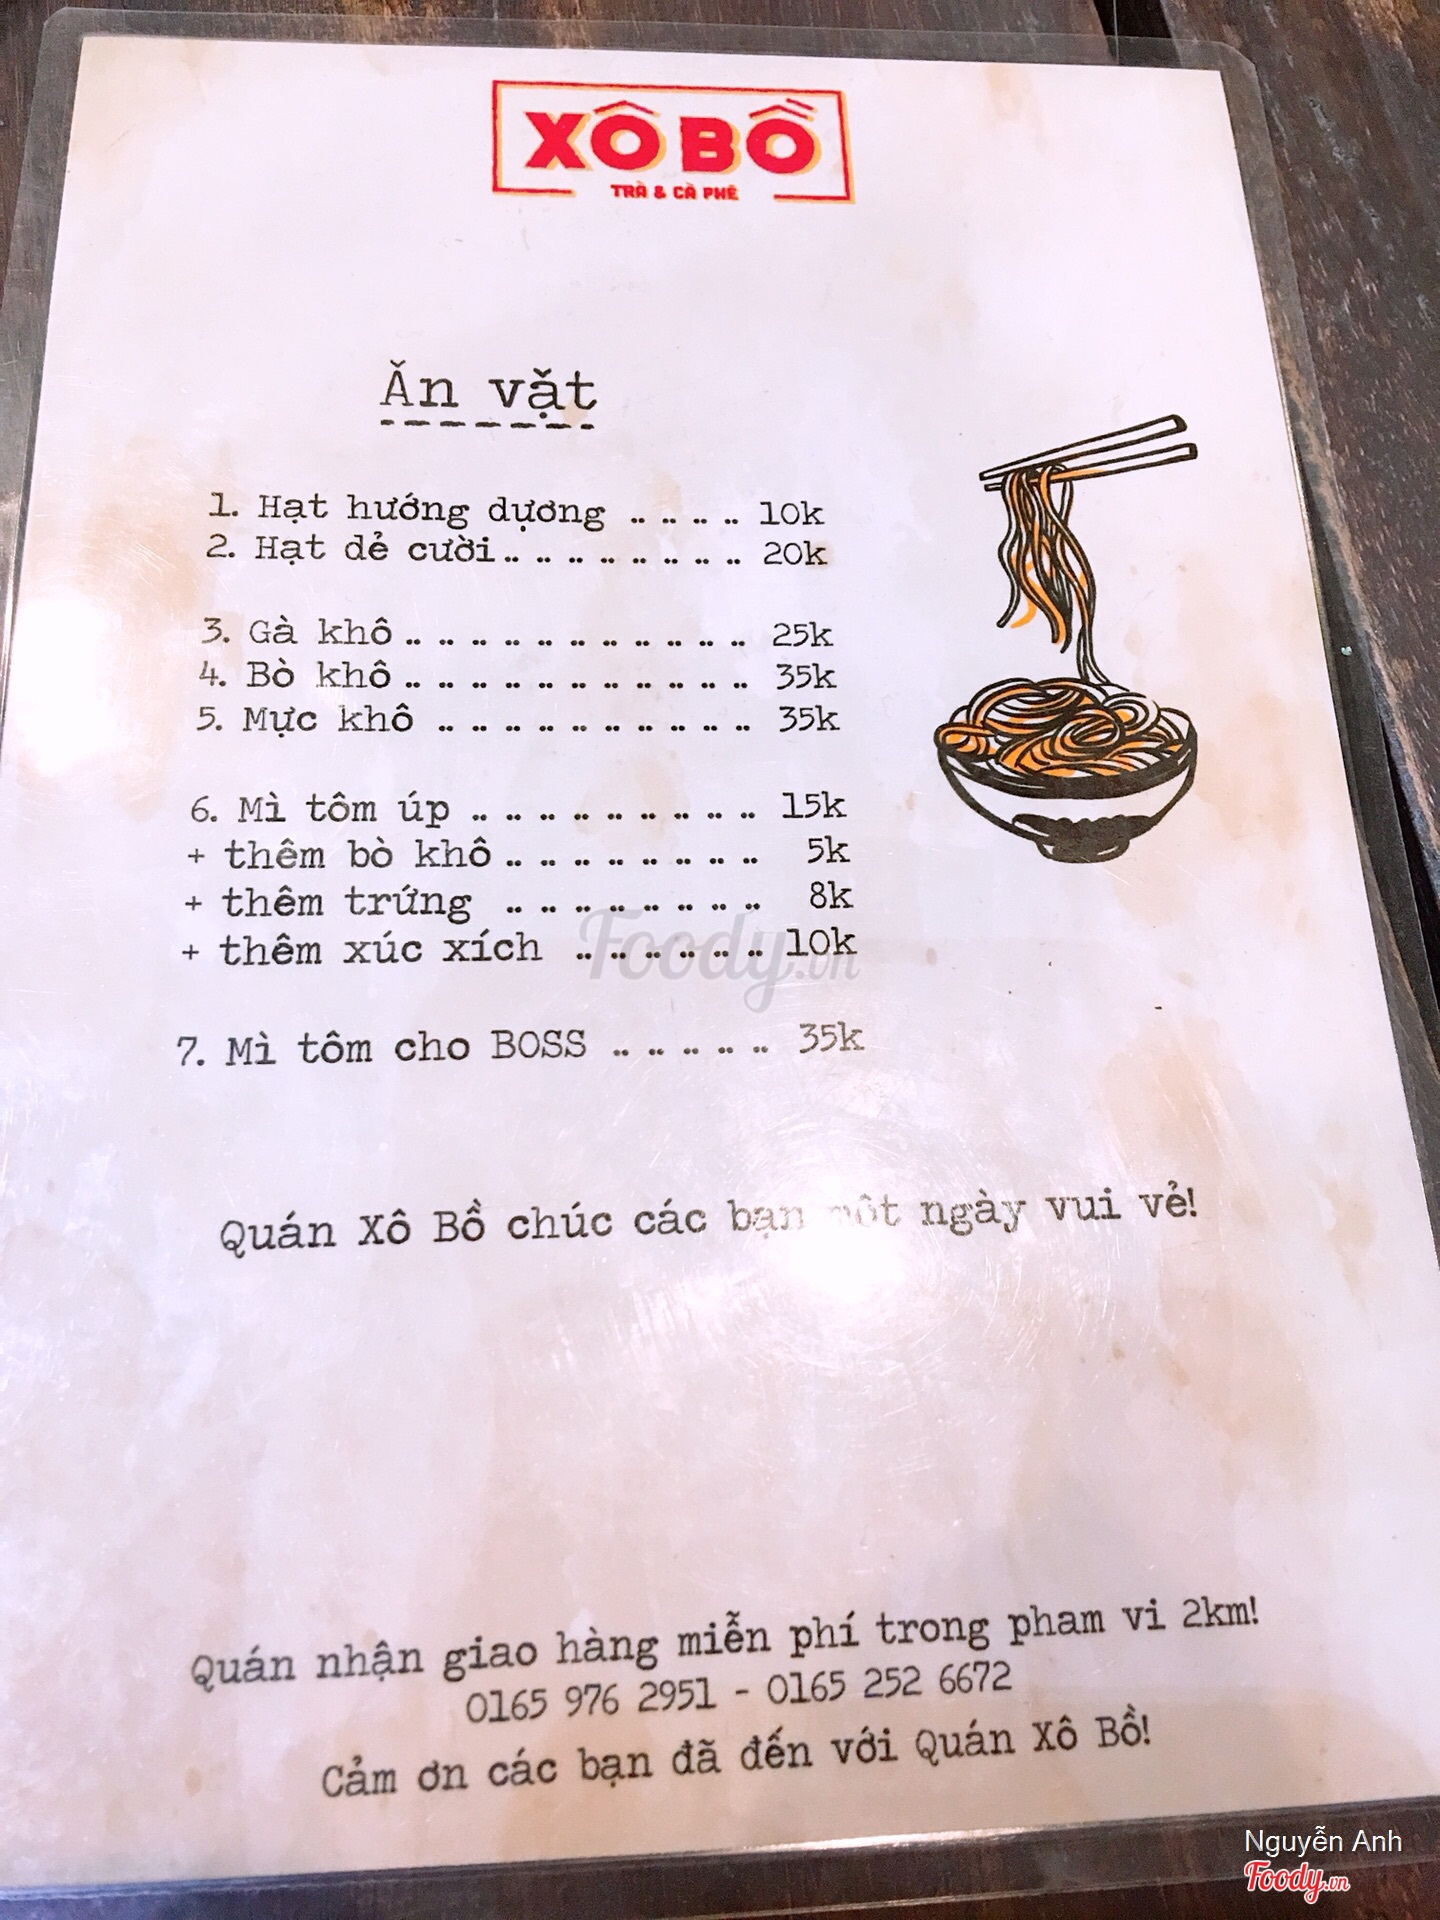 XÔ BỒ
TRÀ & CÀ PHÊ
Ăn vặt
1. Hạt hướng dương .. .. .. .. 10k
2. Hạt dẻ cười.. .. .. .. .. .. .. .. 20k
3. Gà khô.. .. .. .. .. .. .. .. .. .. .. 25k
4. Bò khô.. .. .. .. .. .. .. .. .. .. .. 35k
5. Mực khô .. .. .. .. .. .. .. .. .. .. 35k
6. Mì tôm úp .. .. .. .. .. .. .. .. .. 15k
+ thêm bò khô.. .. .. .. .. .. .. .. 5k
+ thêm trứng .. .. .. .. .. .. .. .. 8k
+ thêm xúc xích .. .. .. .. .. .. 10k
Foody.vn
7. Mì tôm cho BOSS .. .. .. .. .. 35k
Quán Xô Bồ chúc các bạn ngày vui vẻ!
Quán nhận giao hàng miễn phí trong pham vi 2km!
0165 976 2951 - 0165 252 6672
Cảm ơn các bạn đã đến với Quán Xô Bồ!
Nguyễn Anh
Foody.vn